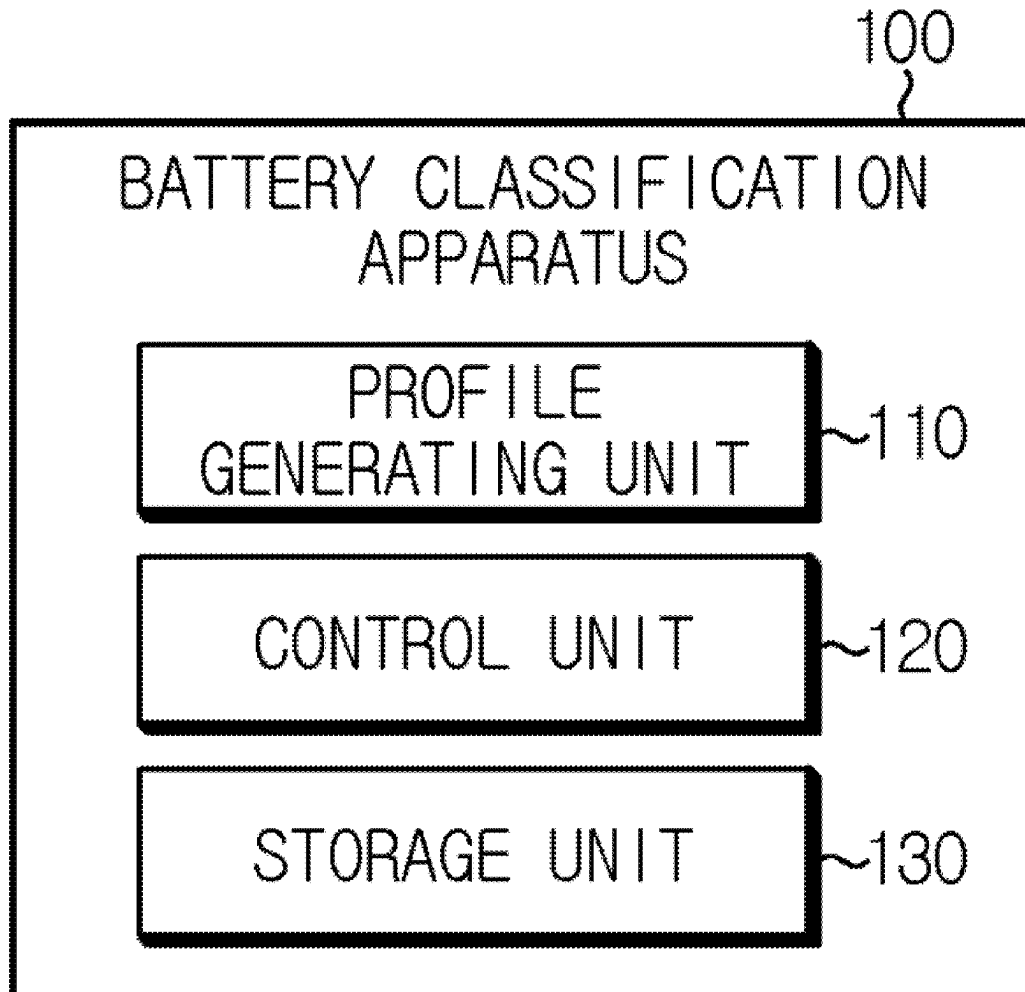 100
BATTERY CLASSIFICATION
APPARATUS
PROFILE
GENERATING UNIT
110
CONTROL UNIT
120
STORAGE UNIT
130